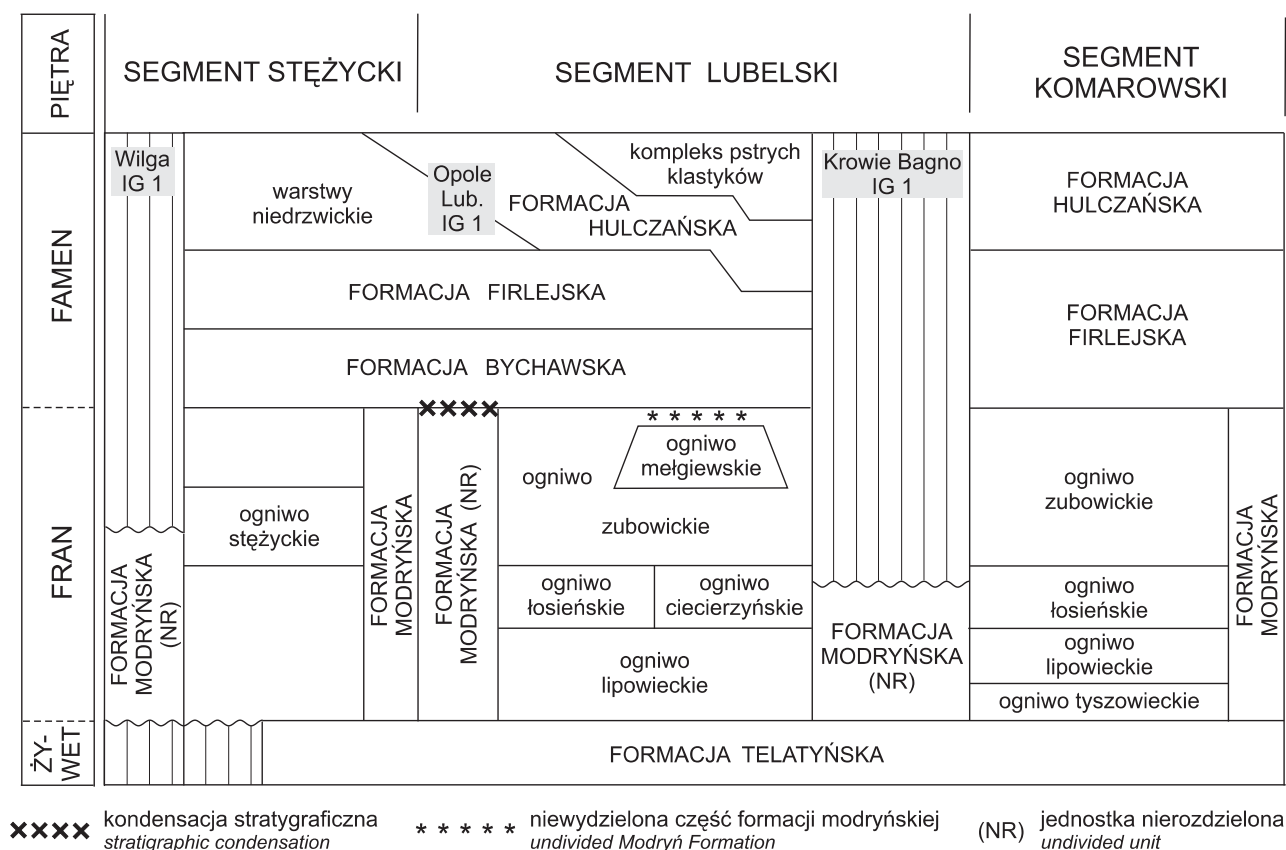 PIĘTRA
SEGMENT STĘŻYCKI
SEGMENT LUBELSKI
SEGMENT
KOMAROWSKI
FAMEN
Wilga
IG 1
warstwy
niedrzwickie
Opole
Lub.
IG 1
kompleks pstrych
klastyków
FORMACJA
HULCZAŃSKA
Krowie Bagno
IG 1
FORMACJA
HULCZAŃSKA
FORMACJA FIRLEJSKA
FORMACJA
FIRLEJSKA
FORMACJA BYCHAWSKA
FRAN
FORMACJA
MODRYŃSKA
(NR)
ogniwo
stężyckie
FORMACJA
MODRYŃSKA
FORMACJA
MODRYŃSKA (NR)
* * * * *
ogniwo
mełgiewskie
ogniwo
zubowickie
ogniwo
łosieńskie
ogniwo
ciecierzyńskie
ogniwo
lipowieckie
FORMACJA
MODRYŃSKA
(NR)
ogniwo
zubowickie
ogniwo
łosieńskie
ogniwo
lipowieckie
ogniwo tyszowieckie
FORMACJA
MODRYŃSKA
ŻY-
WET
FORMACJA TELATYŃSKA
kondensacja stratygraficzna
stratigraphic condensation
* * * * * niewydzielona część formacji modryńskiej
undivided Modryń Formation
(NR) jednostka nierozdzielona
undivided unit